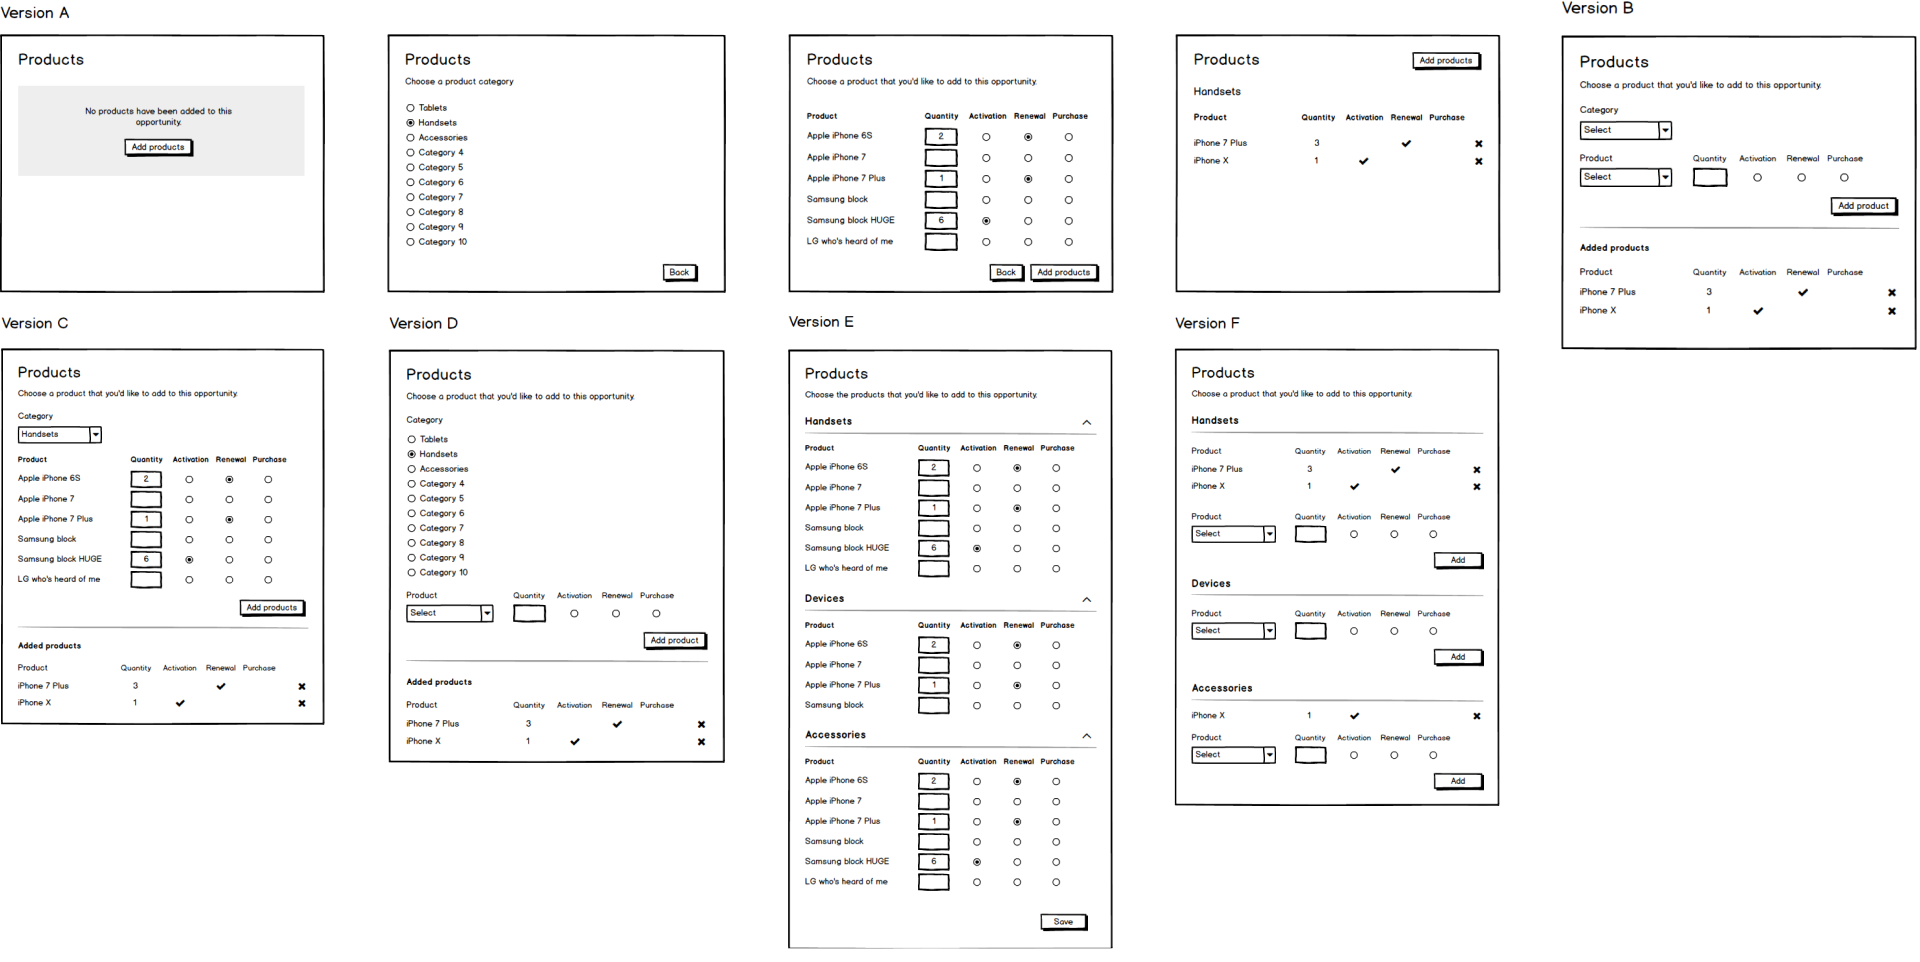 Version A
Products
No products have been added to this
opportunity.
Add products
Products
Choose a product category
Tablets
Handsets
Accessories
Category 4
Category 5
Category 6
Category 7
Category 8
Category 9
Category 10
Back
Products
Choose a product that you'd like to add to this opportunity.
Product Quantity Activation Renewal Purchase
Apple iPhone 6S 2
Apple iPhone 7
Apple iPhone 7 Plus 1
Samsung block
Samsung block HUGE 6
LG who's heard of me
Back Add products
Products Add products
Handsets
Product Quantity Activation Renewal Purchase
iPhone 7 Plus 3
iPhone X 1
Version B
Products
Choose a product that you'd like to add to this opportunity.
Category
Select
Product Quantity Activation Renewal Purchase
Select
Add product
Added products
Product Quantity Activation Renewal Purchase
iPhone 7 Plus 3
iPhone X 1
Version C
Products
Choose a product that you'd like to add to this opportunity.
Category
Handsets
Product Quantity Activation Renewal Purchase
Apple iPhone 6S 2
Apple iPhone 7
Apple iPhone 7 Plus 1
Samsung block
Samsung block HUGE 6
LG who's heard of me
Add products
Added products
Product Quantity Activation Renewal Purchase
iPhone 7 Plus 3
iPhone X 1
Version D
Products
Choose a product that you'd like to add to this opportunity.
Category
Tablets
Handsets
Accessories
Category 4
Category 5
Category 6
Category 7
Category 8
Category 9
Category 10
Product Quantity Activation Renewal Purchase
Select
Add product
Added products
Product Quantity Activation Renewal Purchase
iPhone 7 Plus 3
iPhone X 1
Version E
Products
Choose the products that you'd like to add to this opportunity.
Handsets
Product Quantity Activation Renewal Purchase
Apple iPhone 6S 2
Apple iPhone 7
Apple iPhone 7 Plus 1
Samsung block
Samsung block HUGE 6
LG who's heard of me
Devices
Product Quantity Activation Renewal Purchase
Apple iPhone 6S 2
Apple iPhone 7
Apple iPhone 7 Plus 1
Samsung block
Accessories
Product Quantity Activation Renewal Purchase
Apple iPhone 6S 2
Apple iPhone 7
Apple iPhone 7 Plus 1
Samsung block
Samsung block HUGE 6
LG who's heard of me
Save
Version F
Products
Choose a product that you'd like to add to this opportunity.
Handsets
Product Quantity Activation Renewal Purchase
iPhone 7 Plus 3
iPhone X 1
Product Quantity Activation Renewal Purchase
Select
Add
Devices
Product Quantity Activation Renewal Purchase
Select
Add
Accessories
iPhone X 1
Product Quantity Activation Renewal Purchase
Select
Add